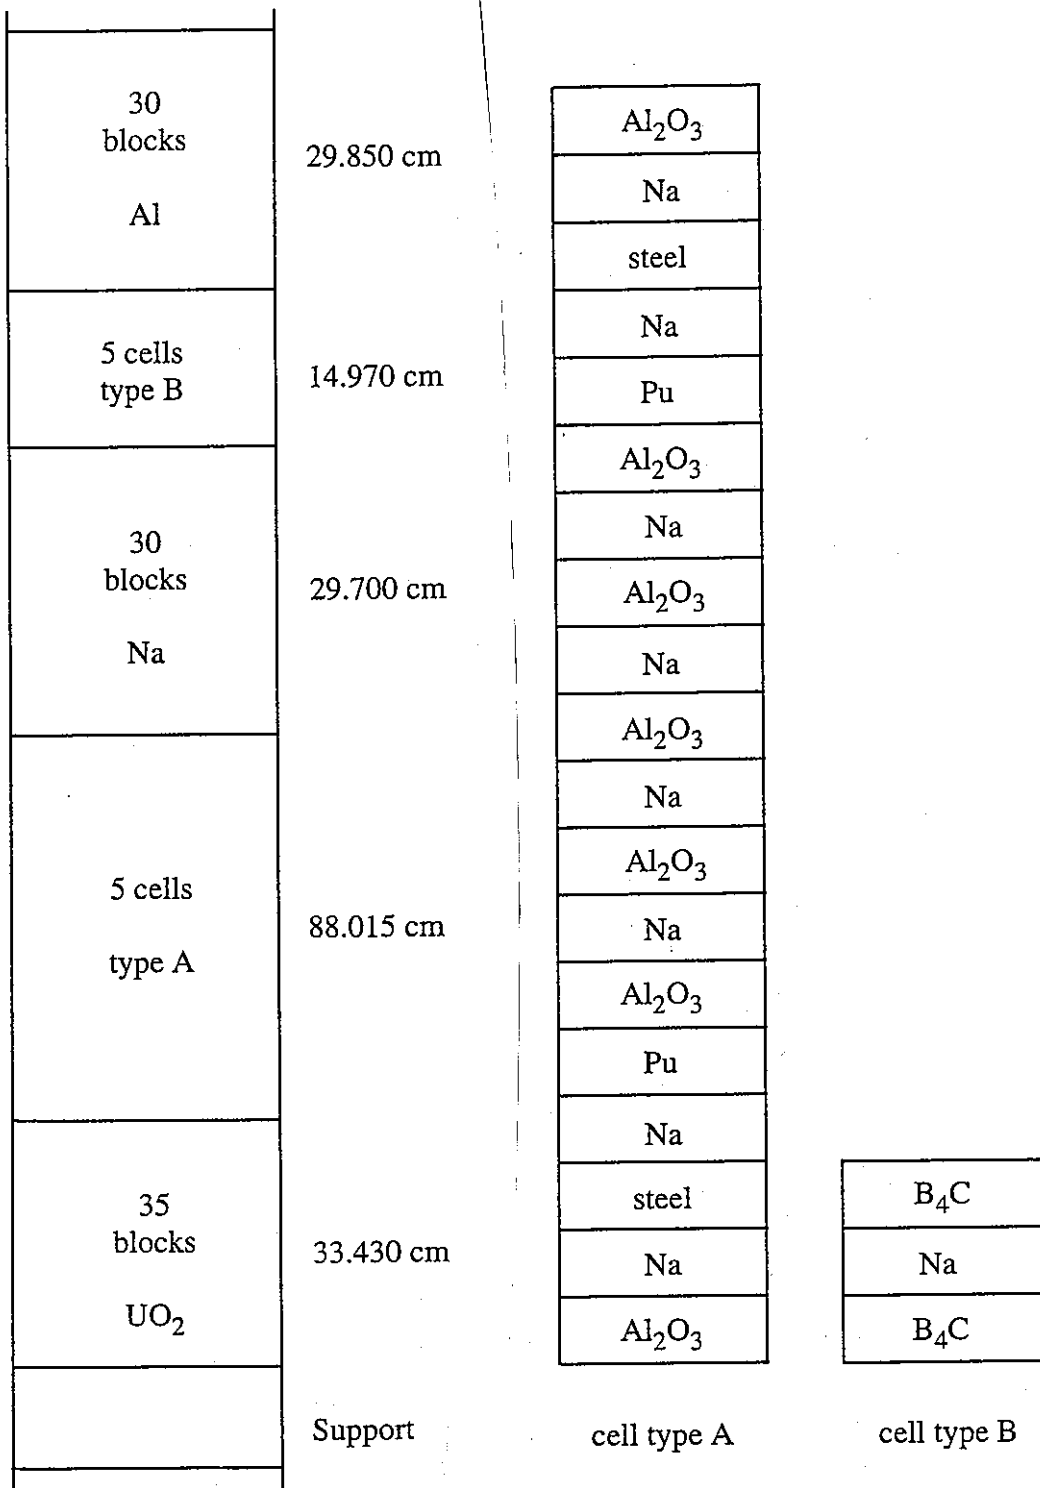 30
blocks
Al
29.850 cm
5 cells
type B
14.970 cm
30
blocks
Na
29.700 cm
5 cells
type A
88.015 cm
35
blocks
UO₂
33.430 cm
Support
Al₂O₃
Na
steel
Na
Pu
Al₂O₃
Na
Al₂O₃
Na
Al₂O₃
Na
Al₂O₃
Na
Al₂O₃
Pu
Na
steel
Na
Al₂O₃
cell type A
B₄C
Na
B₄C
cell type B